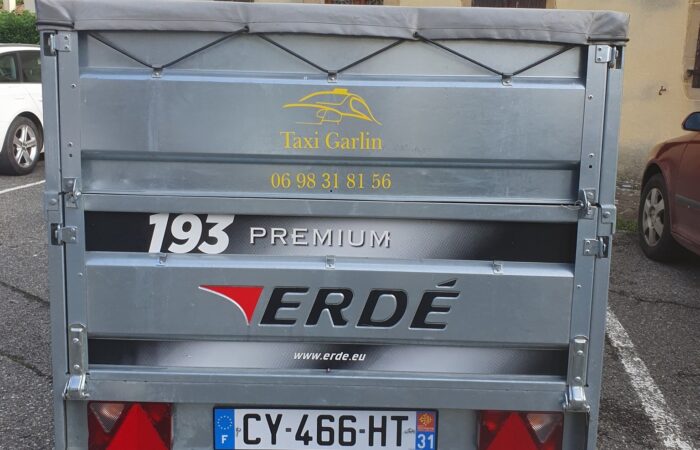 Taxi Garlin
06 98 31 81 56
193 PREMIUM
ERDÉ
www.erde.eu
F CY-466-HT 31